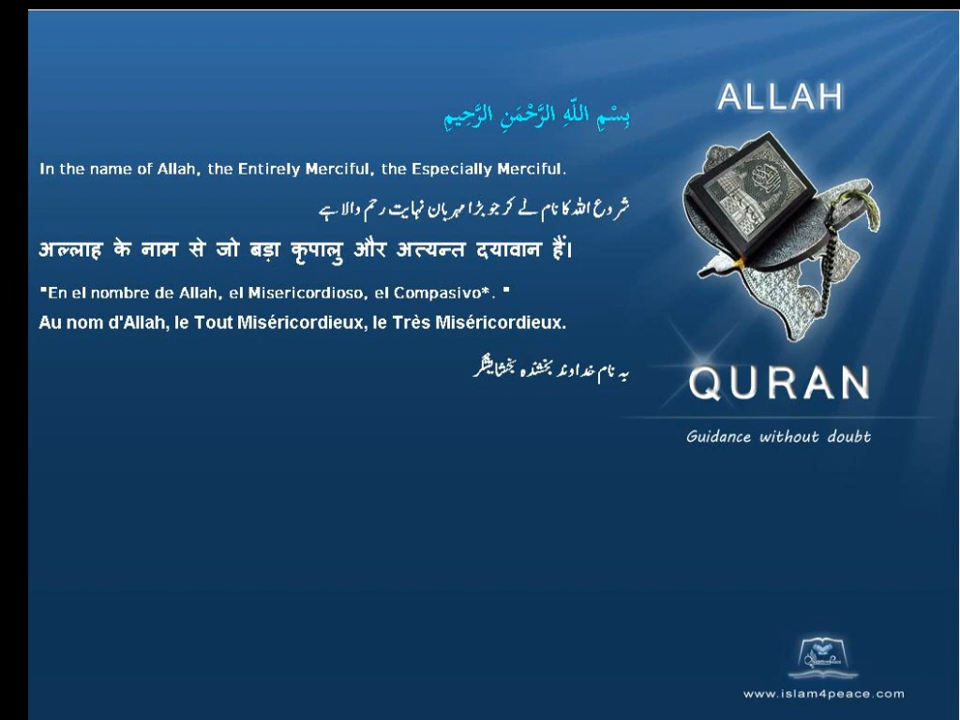 بِسْمِ اللَّهِ الرَّحْمَنِ الرَّحِيمِ
In the name of Allah, the Entirely Merciful, the Especially Merciful.
شروع اللہ کا نام لے کر جو بڑا مہربان نہایت رحم والا ہے
अल्लाह के नाम से जो बड़ा कृपालु और अत्यन्त दयावान हैं।
"En el nombre de Allah, el Misericordioso, el Compasivo*. "
Au nom d'Allah, le Tout Miséricordieux, le Très Miséricordieux.
به نام خداوند بخشنده بخشایشگر
ALLAH
QURAN
Guidance without doubt
www.islam4peace.com